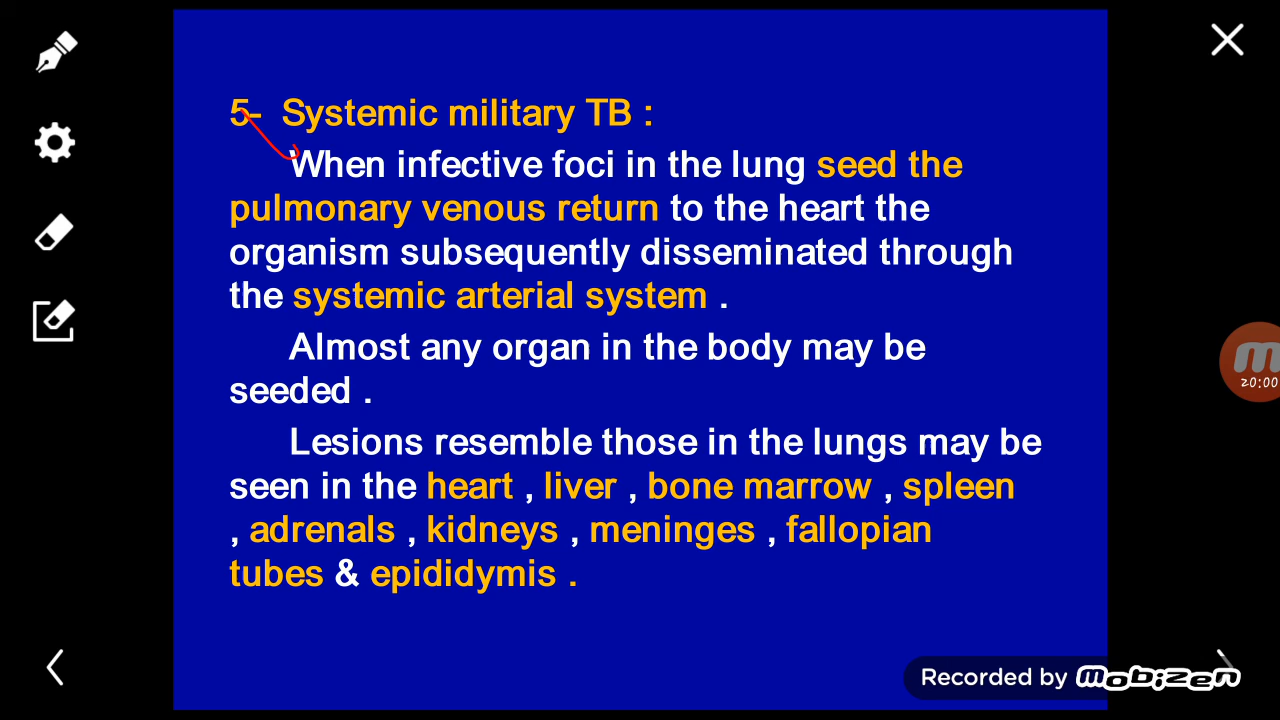 5- Systemic military TB :
When infective foci in the lung seed the
pulmonary venous return to the heart the
organism subsequently disseminated through
the systemic arterial system .
Almost any organ in the body may be
seeded .
Lesions resemble those in the lungs may be
seen in the heart , liver , bone marrow , spleen
, adrenals , kidneys , meninges , fallopian
tubes & epididymis .
20:00
Recorded by Mobizen